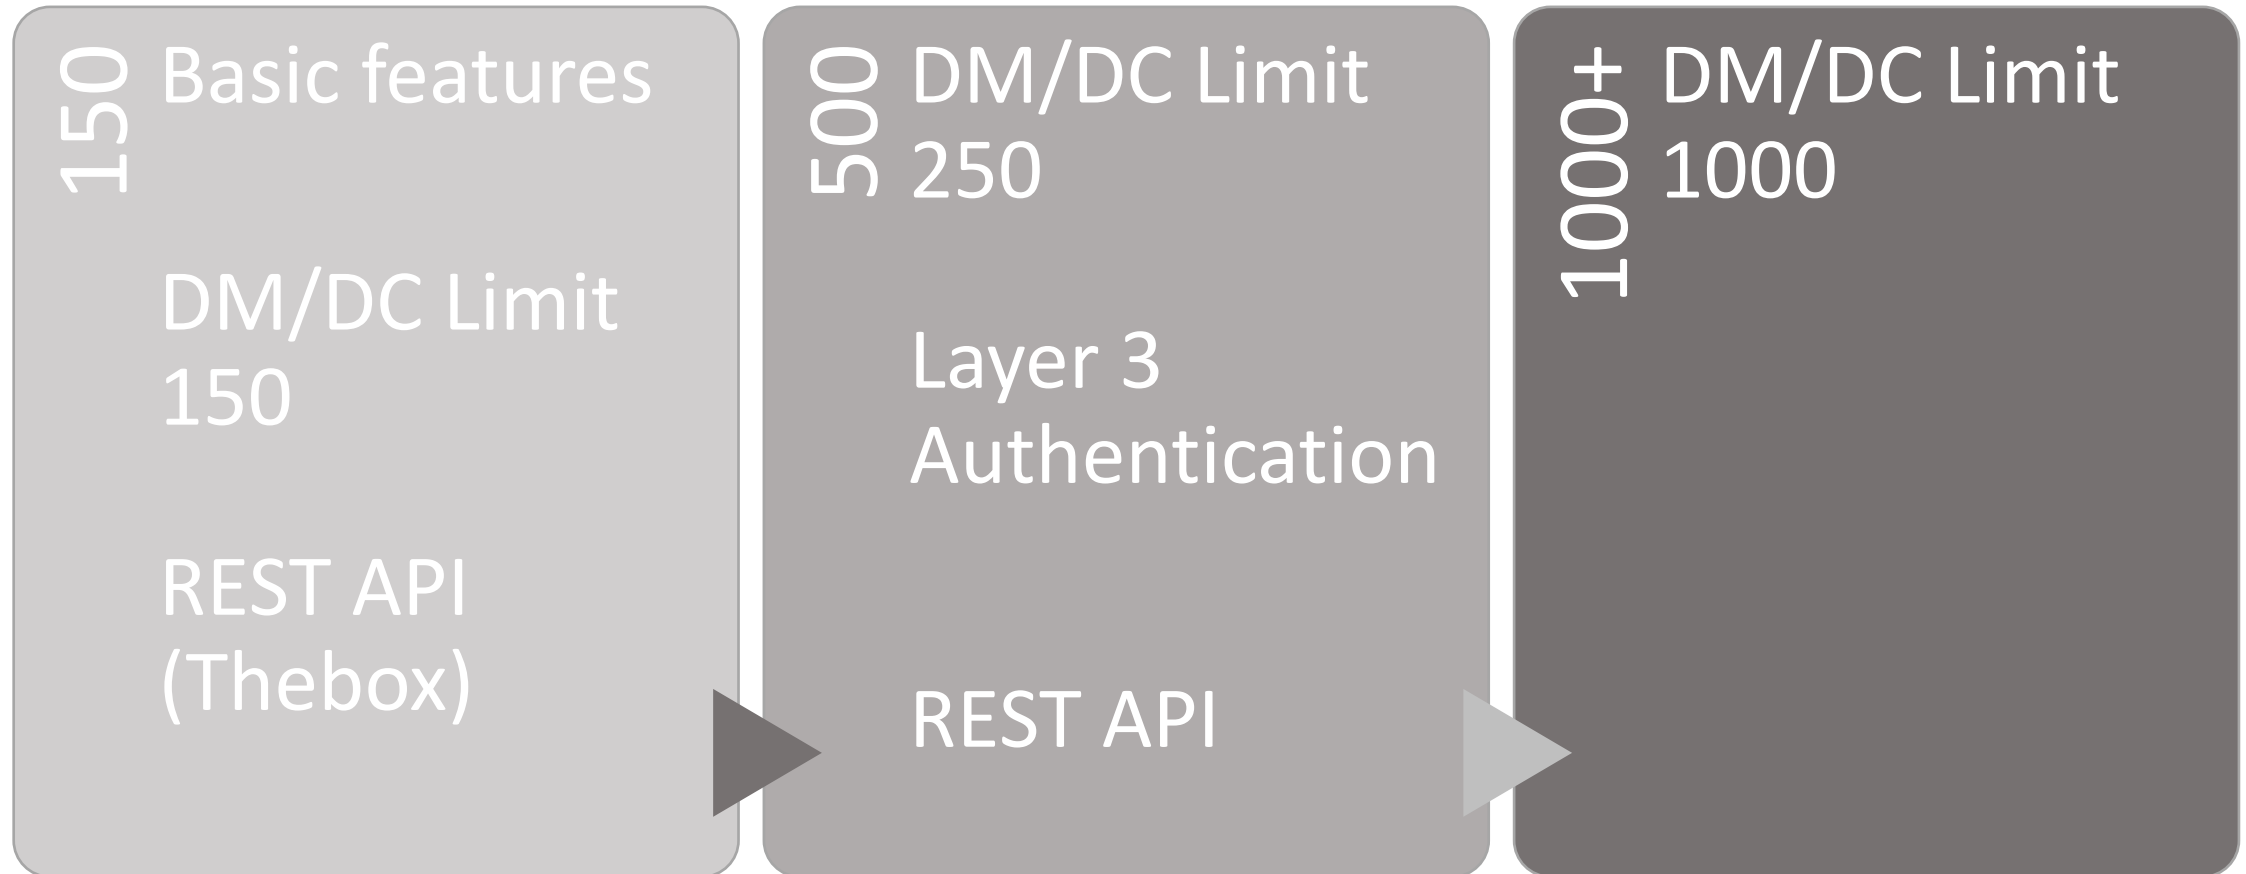 150
Basic features
DM/DC Limit
150
REST API
(Thebox)
500
DM/DC Limit
250
Layer 3
Authentication
REST API
1000+
DM/DC Limit
1000